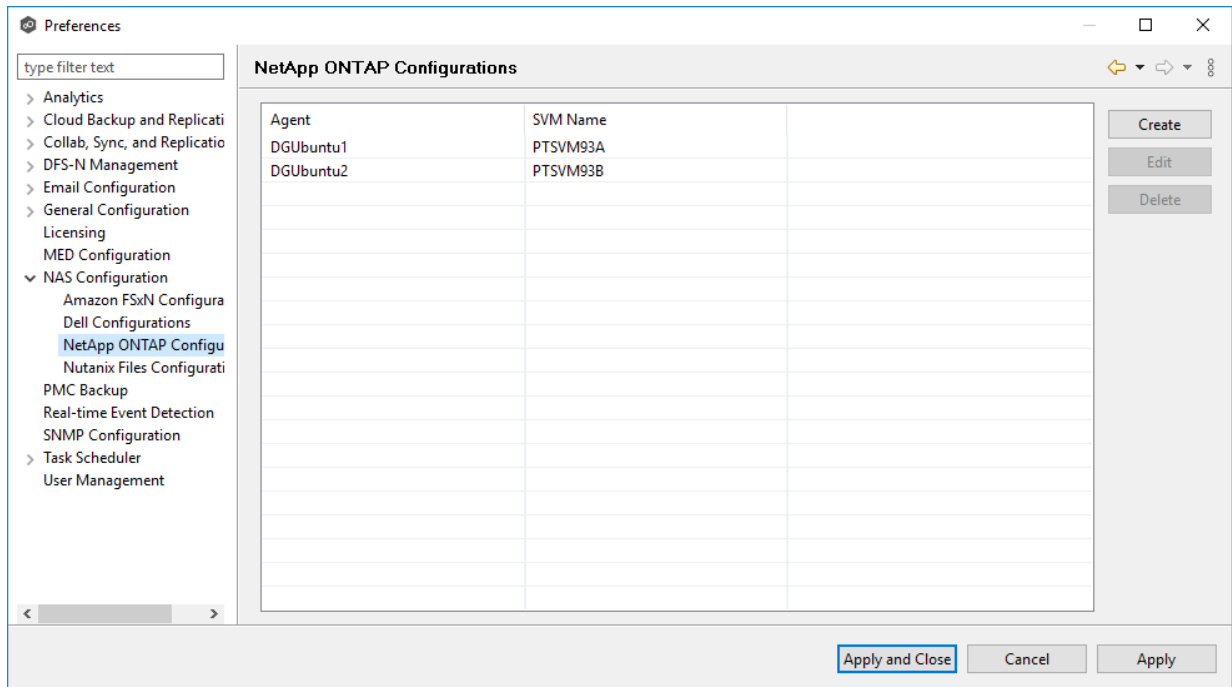 Preferences
type filter text
Analytics
Cloud Backup and Replicati
Collab, Sync, and Replicatio
DFS-N Management
Email Configuration
General Configuration
Licensing
MED Configuration
NAS Configuration
Amazon FSxN Configura
Dell Configurations
NetApp ONTAP Configu
Nutanix Files Configurati
PMC Backup
Real-time Event Detection
SNMP Configuration
Task Scheduler
User Management
NetApp ONTAP Configurations
Agent SVM Name
DGUbuntu1 PTSVM93A
DGUbuntu2 PTSVM93B
Create
Edit
Delete
Apply and Close Cancel Apply